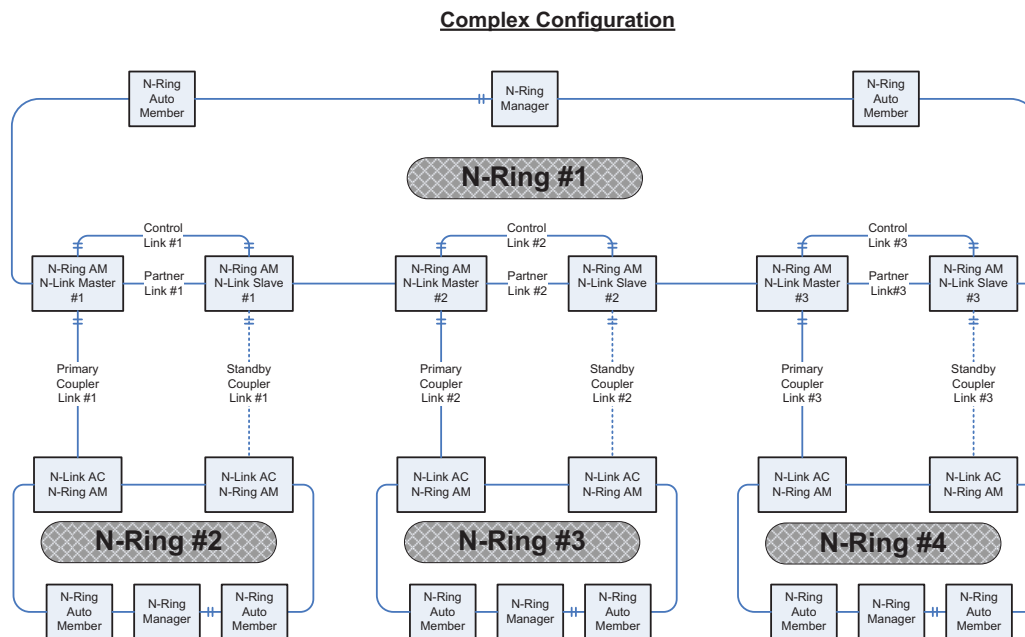 Complex Configuration
N-Ring
Auto
Member
N-Ring
Manager
N-Ring
Auto
Member
N-Ring #1
Control
Link #1
Control
Link #2
Control
Link #3
N-Ring AM
N-Link Master
#1
Partner
Link #1
N-Ring AM
N-Link Slave
#1
N-Ring AM
N-Link Master
#2
Partner
Link #2
N-Ring AM
N-Link Slave
#2
N-Ring AM
N-Link Master
#3
Partner
Link#3
N-Ring AM
N-Link Slave
#3
Primary
Coupler
Link #1
Standby
Coupler
Link #1
Primary
Coupler
Link #2
Standby
Coupler
Link #2
Primary
Coupler
Link #3
Standby
Coupler
Link #3
N-Link AC
N-Ring AM
N-Link AC
N-Ring AM
N-Link AC
N-Ring AM
N-Link AC
N-Ring AM
N-Link AC
N-Ring AM
N-Link AC
N-Ring AM
N-Ring #2
N-Ring #3
N-Ring #4
N-Ring
Auto
Member
N-Ring
Manager
N-Ring
Auto
Member
N-Ring
Auto
Member
N-Ring
Manager
N-Ring
Auto
Member
N-Ring
Auto
Member
N-Ring
Manager
N-Ring
Auto
Member